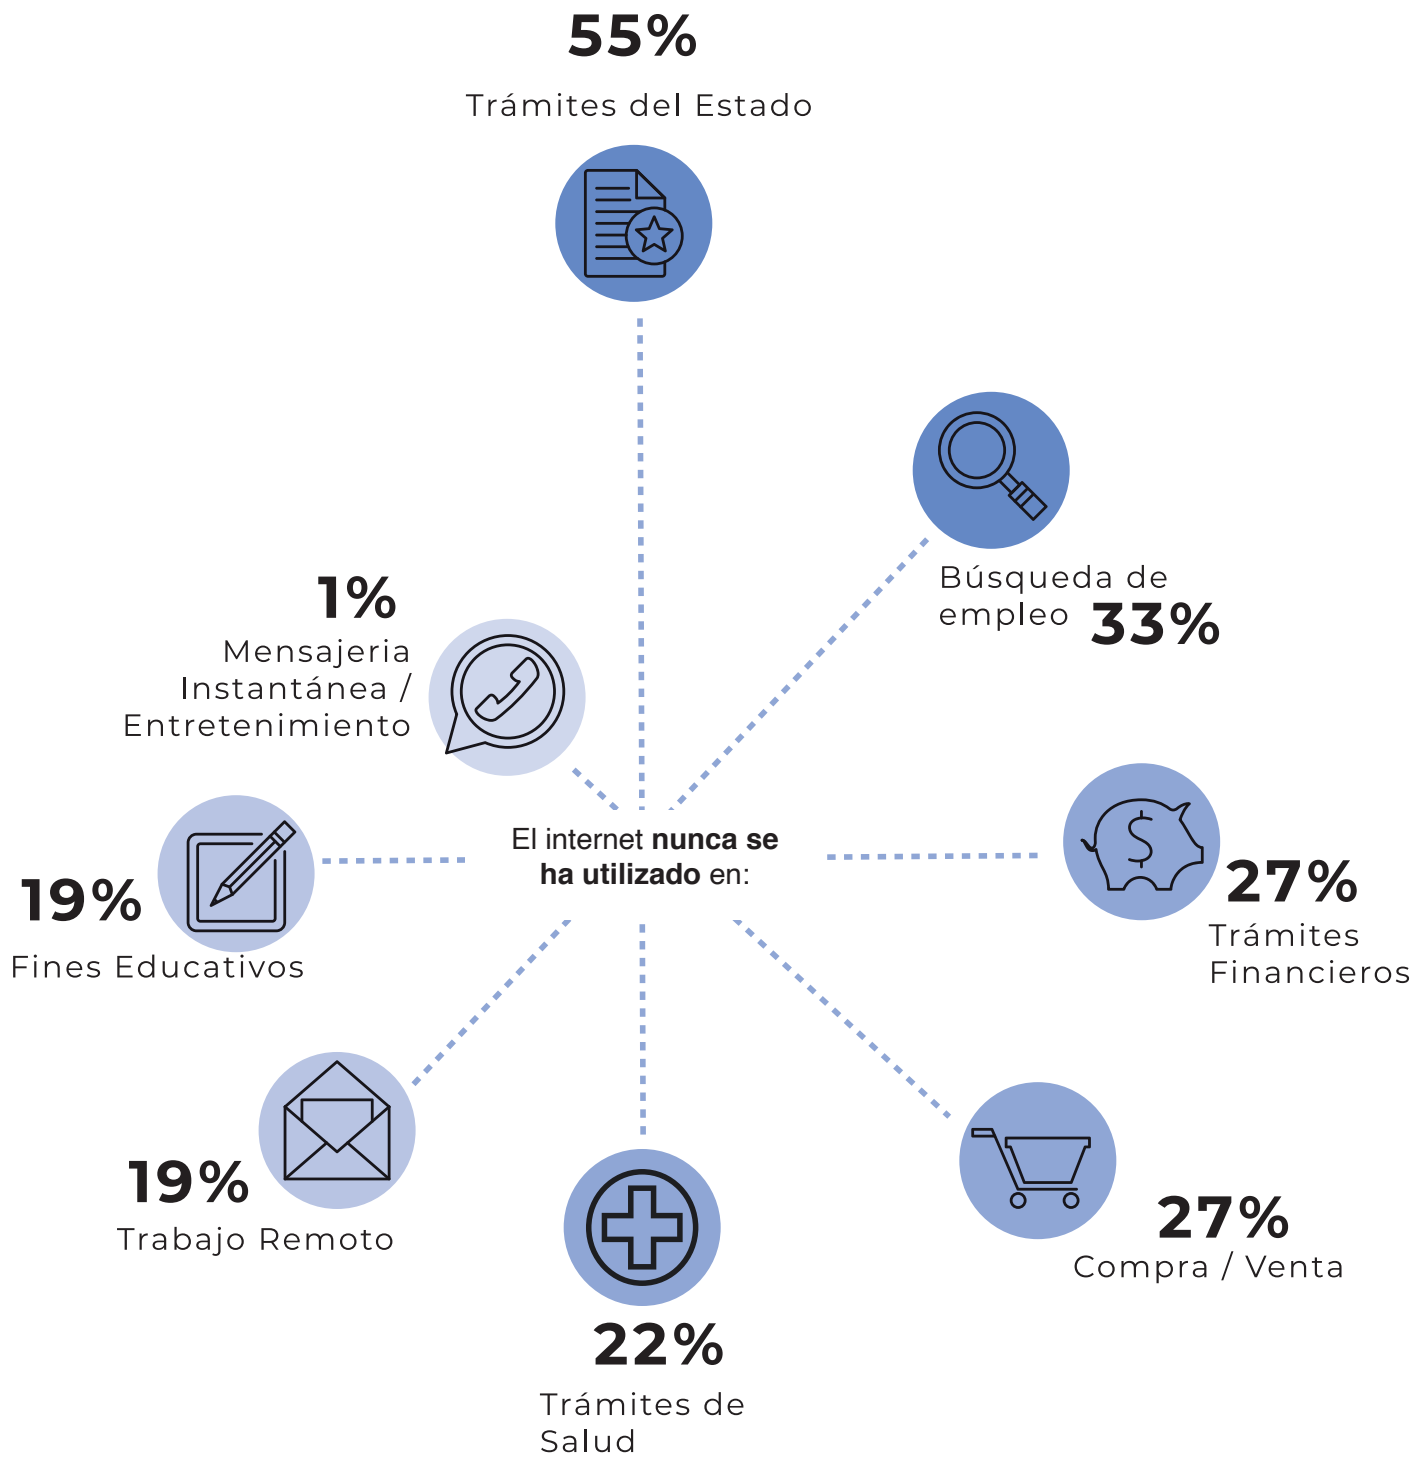 55%
Trámites del Estado
Búsqueda de
empleo 33%
1%
Mensajeria
Instantánea /
Entretenimiento
El internet nunca se
ha utilizado en:
27%
Trámites
Financieros
19%
Fines Educativos
19%
Trabajo Remoto
27%
Compra / Venta
22%
Trámites de
Salud